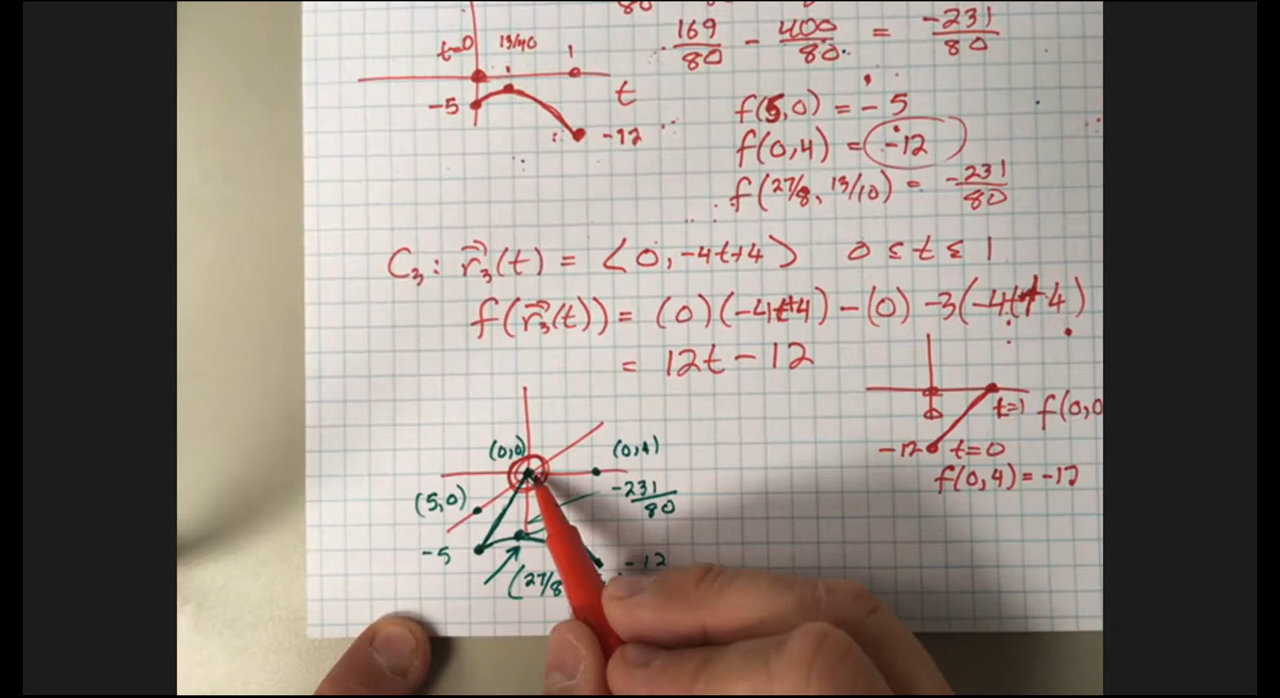 169/80 - 400/80 = -231/80
t=0 13/40 1
t
-5
-12
f(5,0) = -5
f(0,4) = -12
f(27/8, 13/10) = -231/80
C₃: r⃗₃(t) = ⟨0, -4t+4⟩ 0 ≤ t ≤ 1
f(r⃗₃(t)) = (0)(-4t+4) - (0) - 3(-4t+4)
= 12t - 12
t=1 f(0,0
-12 t=0
f(0,4) = -12
(0,0) (0,4)
(5,0) -231/80
-5 -12
(27/8